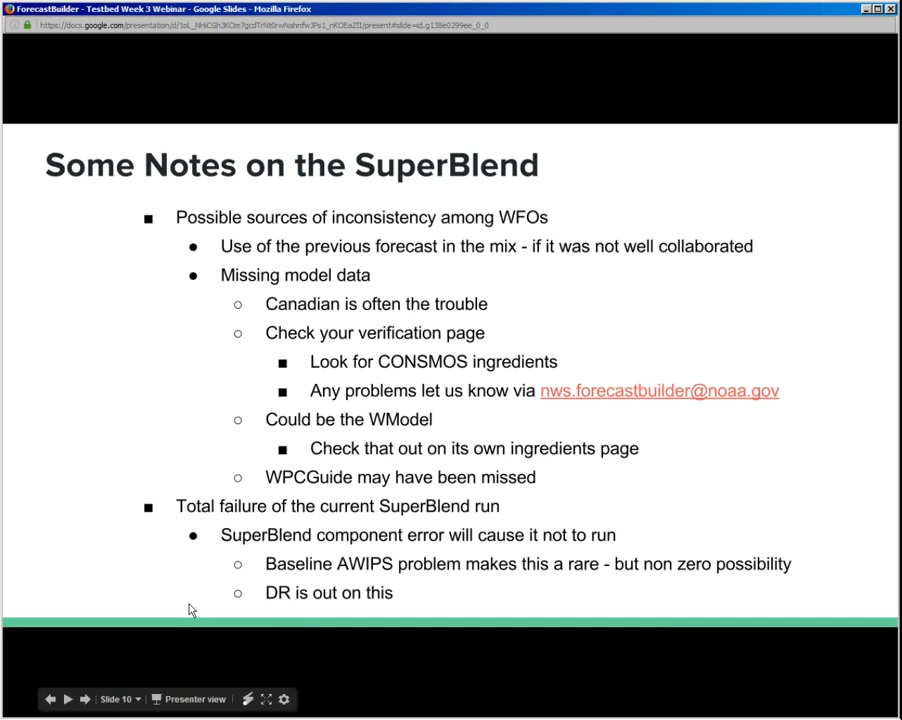 ForecastBuilder - Testbed Week 3 Webinar - Google Slides - Mozilla Firefox
Some Notes on the SuperBlend
■ Possible sources of inconsistency among WFOs
● Use of the previous forecast in the mix - if it was not well collaborated
● Missing model data
○ Canadian is often the trouble
○ Check your verification page
■ Look for CONSMOS ingredients
■ Any problems let us know via nws.forecastbuilder@noaa.gov
○ Could be the WModel
■ Check that out on its own ingredients page
○ WPCGuide may have been missed
■ Total failure of the current SuperBlend run
● SuperBlend component error will cause it not to run
○ Baseline AWIPS problem makes this a rare - but non zero possibility
○ DR is out on this
Slide 10 Presenter view